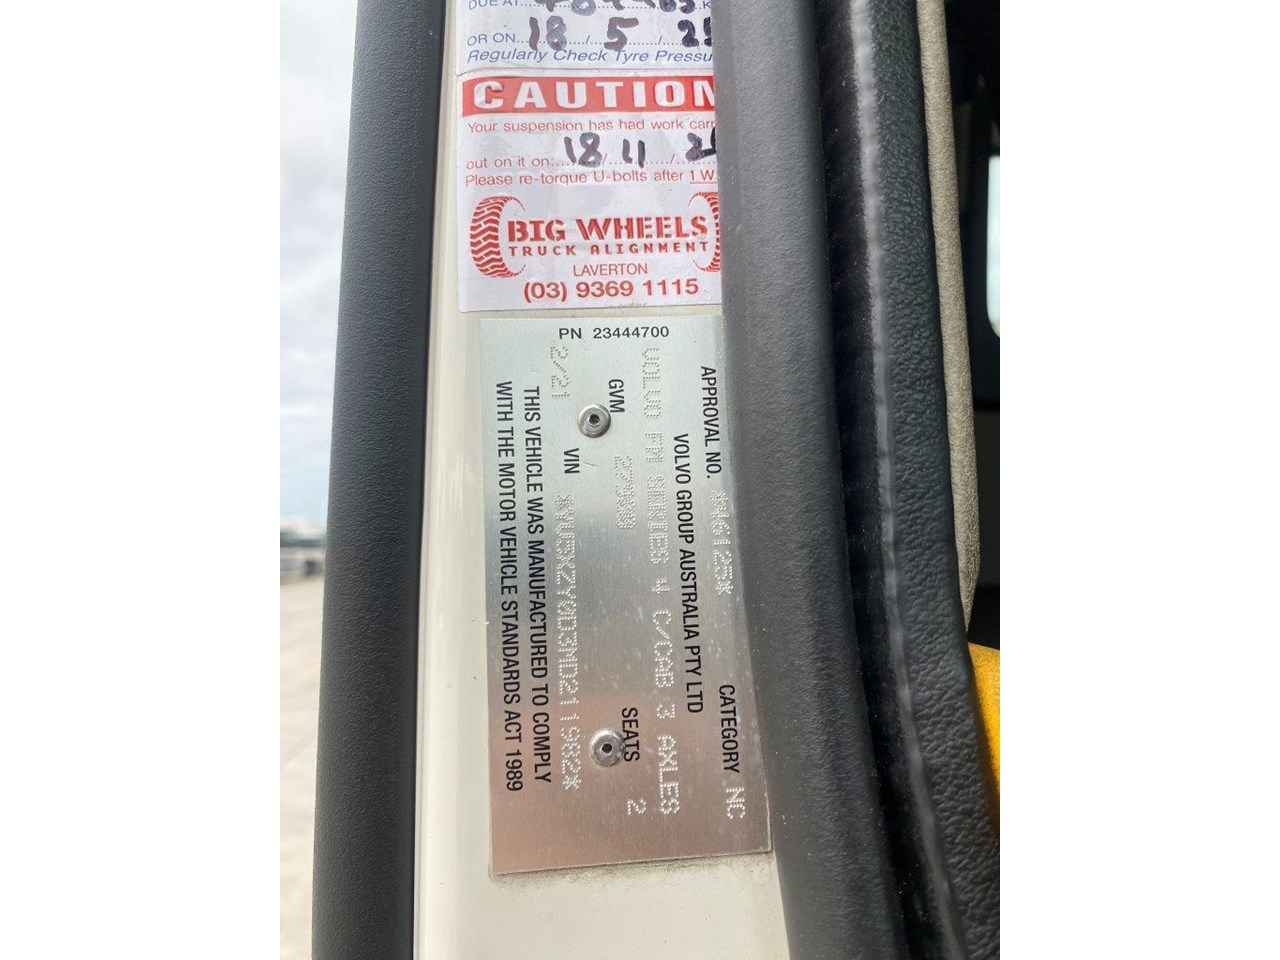 DUE AT
OR ON 18 / 5 / 2
Regularly Check Tyre Pressu
CAUTION
Your suspension has had work carr
out on it on: 18 / 11 / 2
Please re-torque U-bolts after 1 W
BIG WHEELS
TRUCK ALIGNMENT
LAVERTON
(03) 9369 1115
PN 23444700
APPROVAL NO. CATEGORY NC
VOLVO GROUP AUSTRALIA PTY LTD
VOLVO FM SERIES 4 C/CAB 3 AXLES
GVM SEATS 2
2/21 VIN
THIS VEHICLE WAS MANUFACTURED TO COMPLY
WITH THE MOTOR VEHICLE STANDARDS ACT 1989